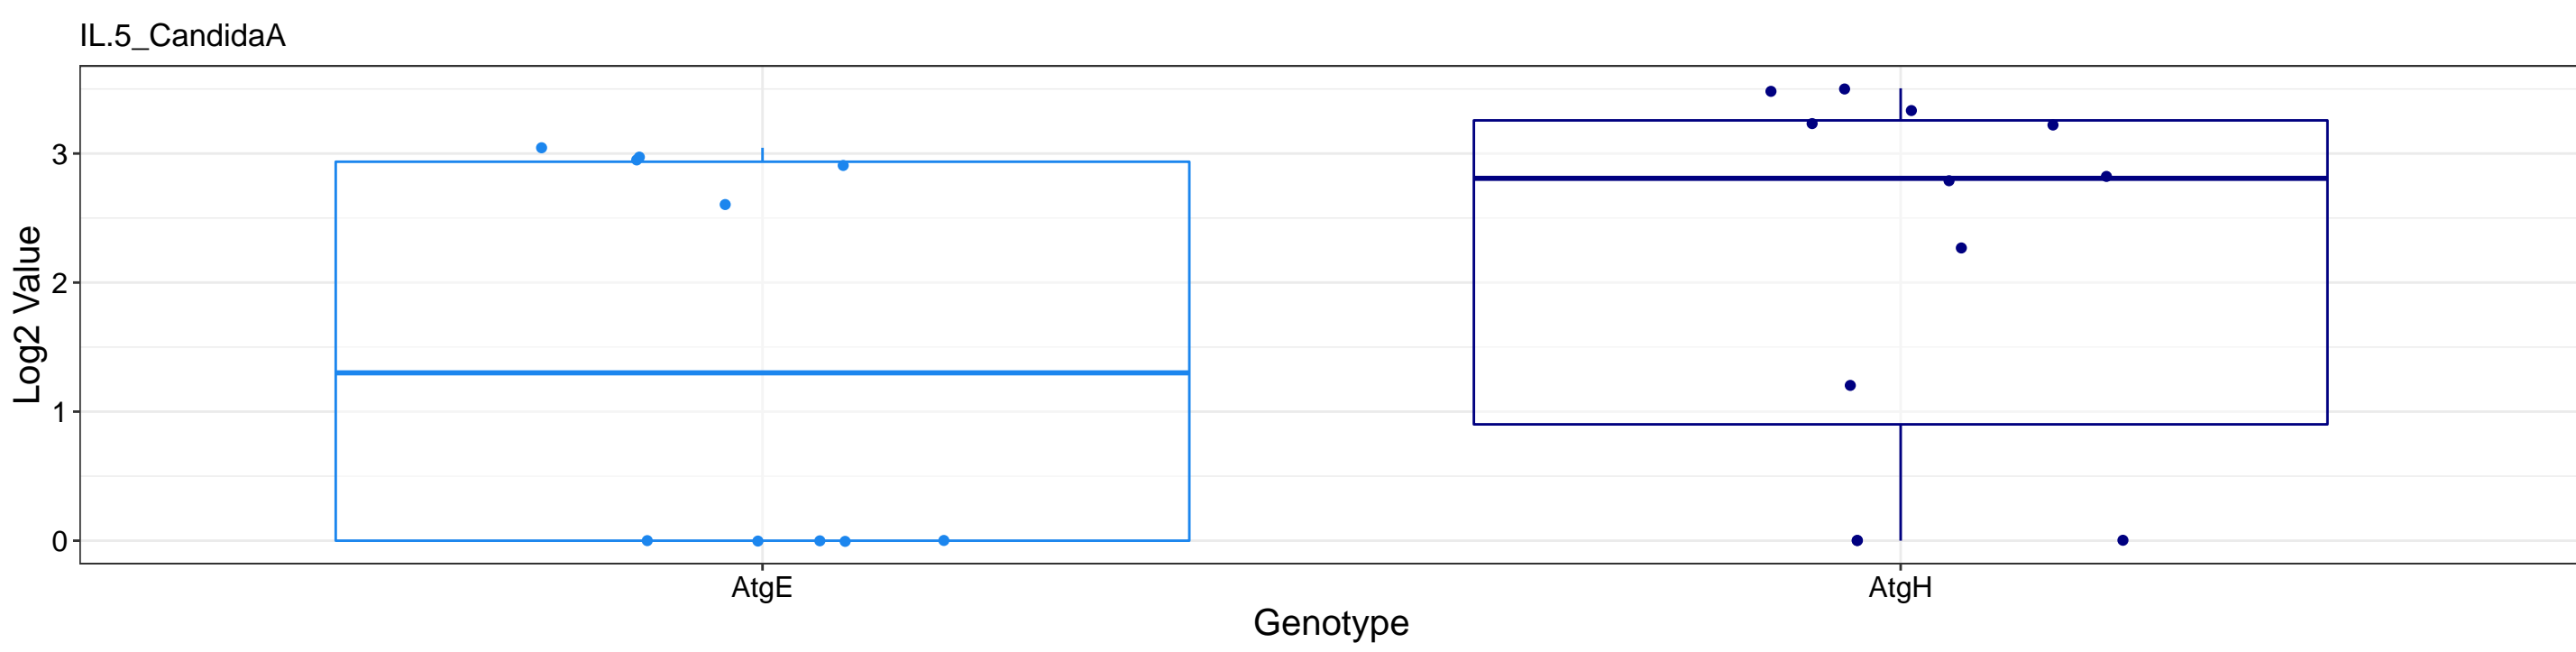 IL.5_CandidaA
Log2 Value
3
2
1
0
AtgE
AtgH
Genotype